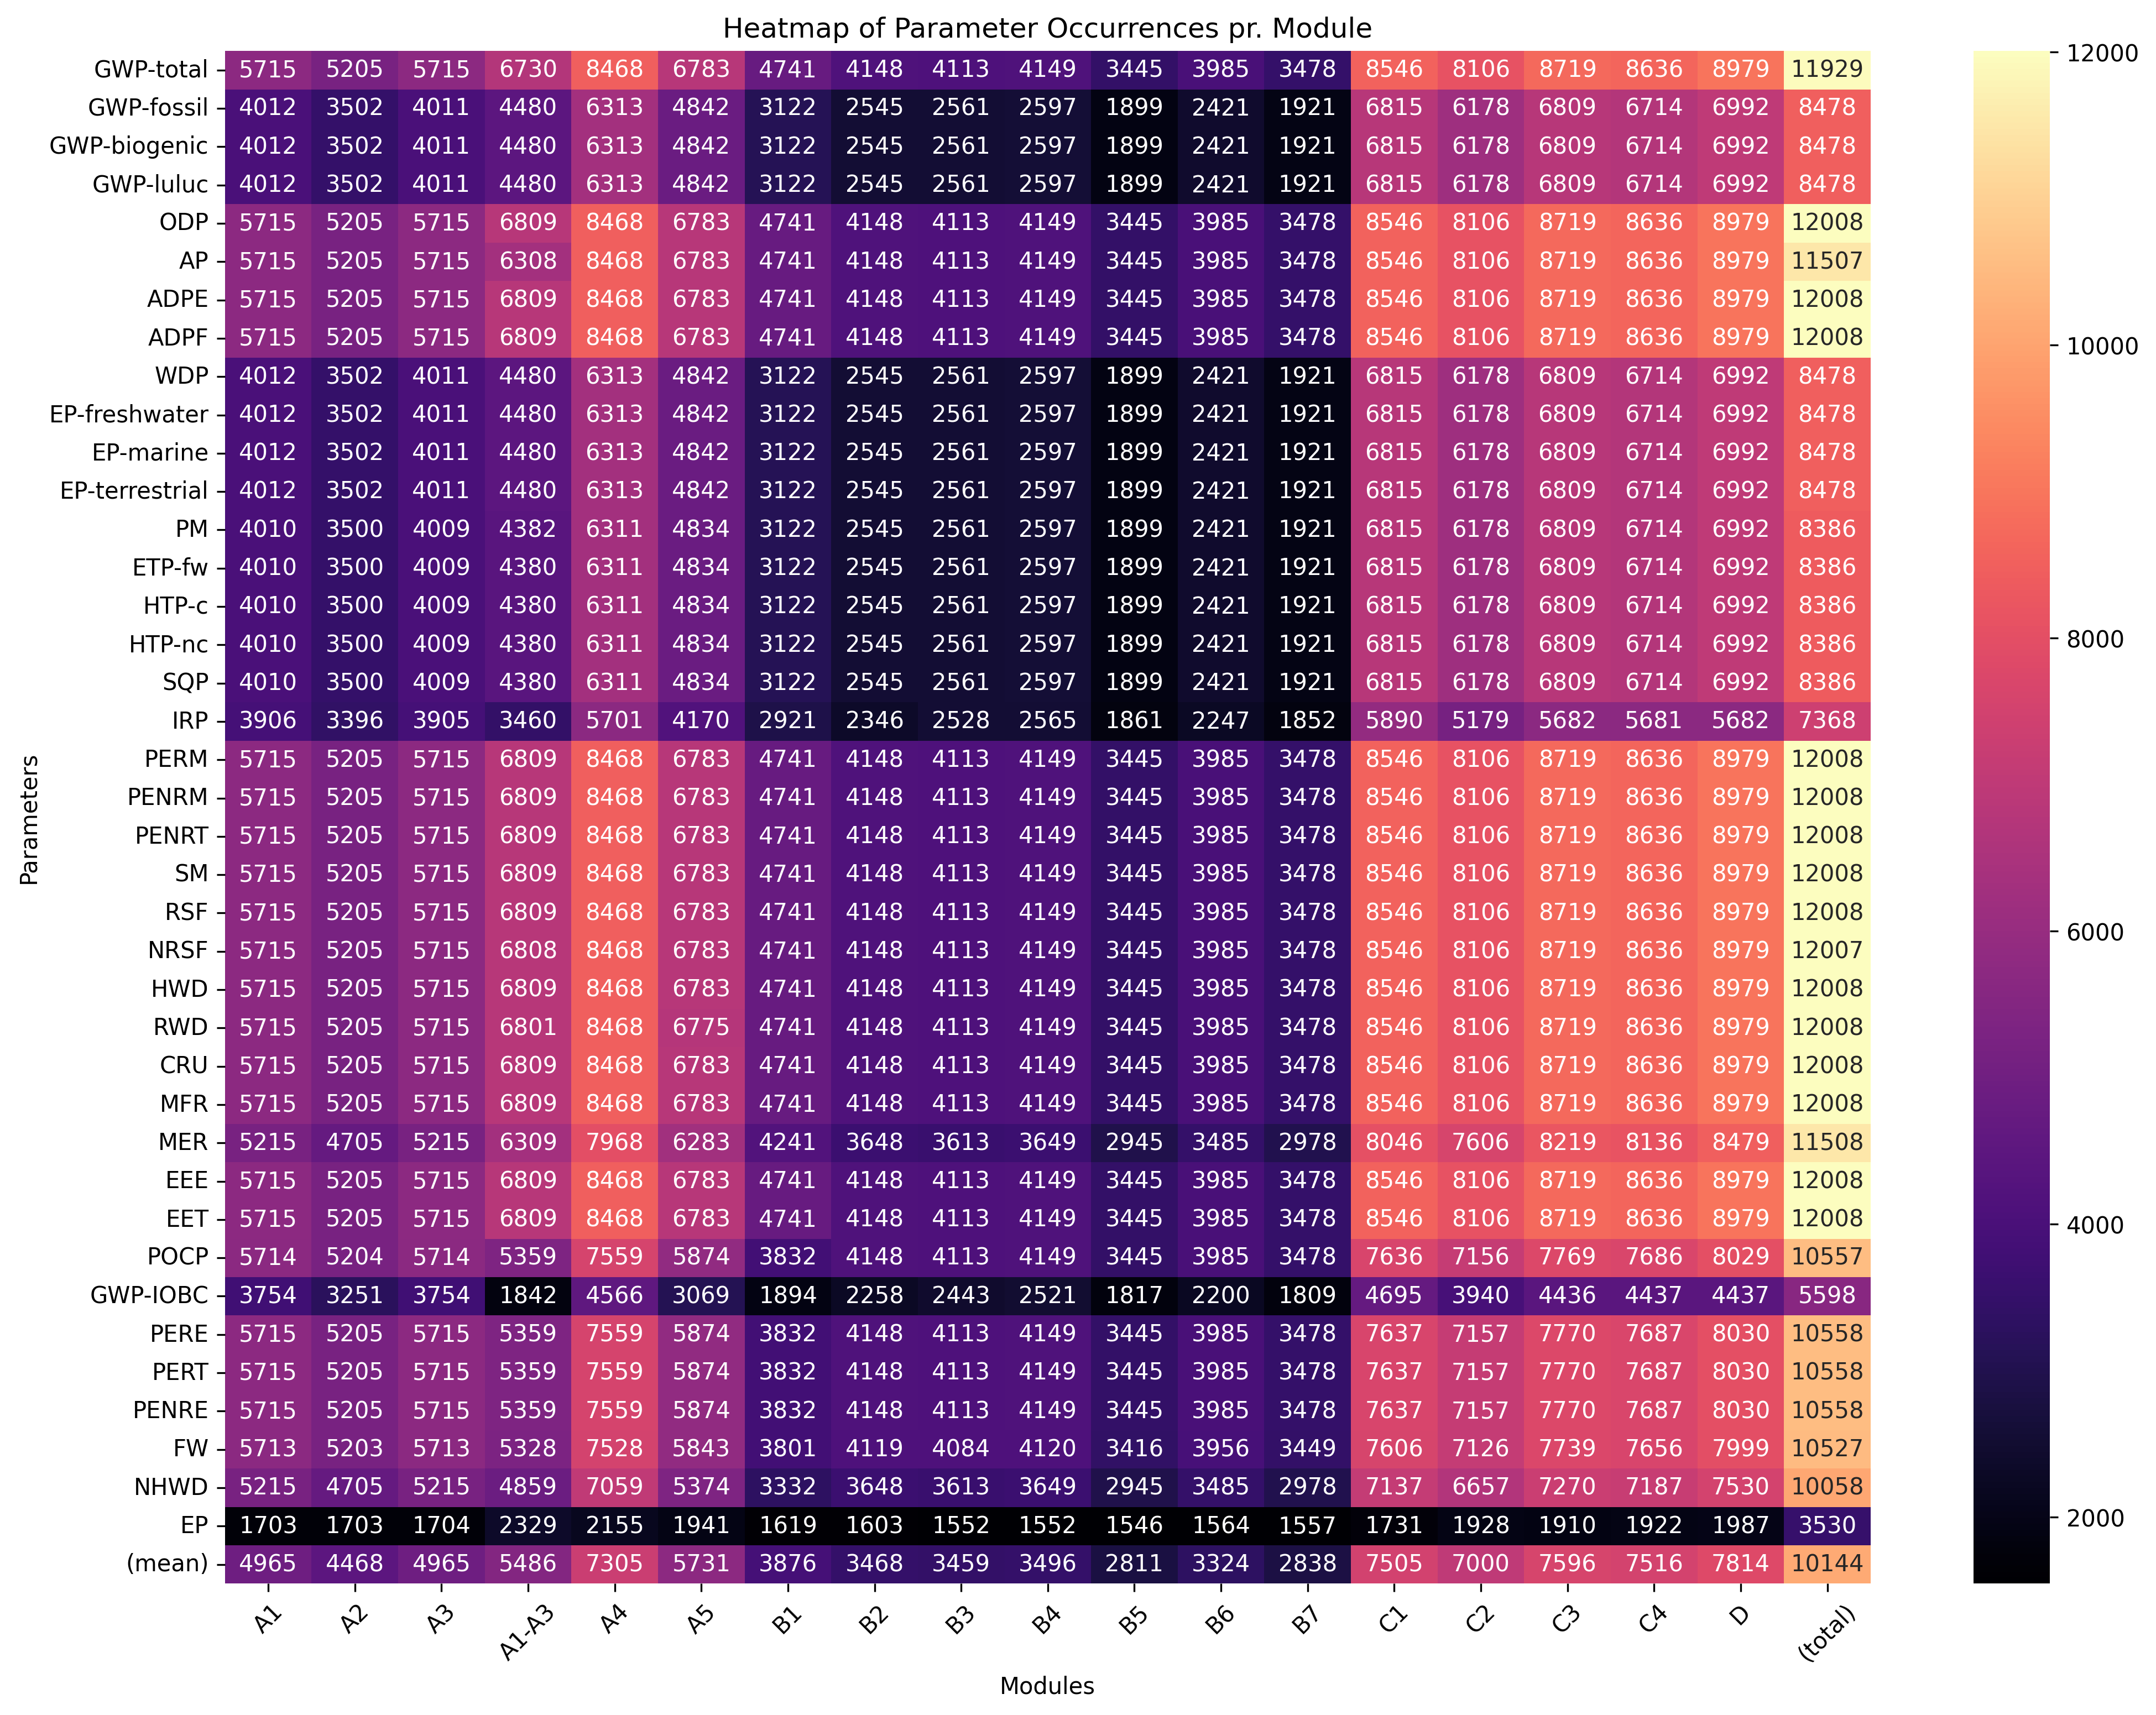 Heatmap of Parameter Occurrences pr. Module
GWP-total 5715 5205 5715 6730 8468 6783 4741 4148 4113 4149 3445 3985 3478 8546 8106 8719 8636 8979 11929
GWP-fossil 4012 3502 4011 4480 6313 4842 3122 2545 2561 2597 1899 2421 1921 6815 6178 6809 6714 6992 8478
GWP-biogenic 4012 3502 4011 4480 6313 4842 3122 2545 2561 2597 1899 2421 1921 6815 6178 6809 6714 6992 8478
GWP-luluc 4012 3502 4011 4480 6313 4842 3122 2545 2561 2597 1899 2421 1921 6815 6178 6809 6714 6992 8478
ODP 5715 5205 5715 6809 8468 6783 4741 4148 4113 4149 3445 3985 3478 8546 8106 8719 8636 8979 12008
AP 5715 5205 5715 6308 8468 6783 4741 4148 4113 4149 3445 3985 3478 8546 8106 8719 8636 8979 11507
ADPE 5715 5205 5715 6809 8468 6783 4741 4148 4113 4149 3445 3985 3478 8546 8106 8719 8636 8979 12008
ADPF 5715 5205 5715 6809 8468 6783 4741 4148 4113 4149 3445 3985 3478 8546 8106 8719 8636 8979 12008
WDP 4012 3502 4011 4480 6313 4842 3122 2545 2561 2597 1899 2421 1921 6815 6178 6809 6714 6992 8478
EP-freshwater 4012 3502 4011 4480 6313 4842 3122 2545 2561 2597 1899 2421 1921 6815 6178 6809 6714 6992 8478
EP-marine 4012 3502 4011 4480 6313 4842 3122 2545 2561 2597 1899 2421 1921 6815 6178 6809 6714 6992 8478
EP-terrestrial 4012 3502 4011 4480 6313 4842 3122 2545 2561 2597 1899 2421 1921 6815 6178 6809 6714 6992 8478
PM 4010 3500 4009 4382 6311 4834 3122 2545 2561 2597 1899 2421 1921 6815 6178 6809 6714 6992 8386
ETP-fw 4010 3500 4009 4380 6311 4834 3122 2545 2561 2597 1899 2421 1921 6815 6178 6809 6714 6992 8386
HTP-c 4010 3500 4009 4380 6311 4834 3122 2545 2561 2597 1899 2421 1921 6815 6178 6809 6714 6992 8386
HTP-nc 4010 3500 4009 4380 6311 4834 3122 2545 2561 2597 1899 2421 1921 6815 6178 6809 6714 6992 8386
SQP 4010 3500 4009 4380 6311 4834 3122 2545 2561 2597 1899 2421 1921 6815 6178 6809 6714 6992 8386
IRP 3906 3396 3905 3460 5701 4170 2921 2346 2528 2565 1861 2247 1852 5890 5179 5682 5681 5682 7368
PERM 5715 5205 5715 6809 8468 6783 4741 4148 4113 4149 3445 3985 3478 8546 8106 8719 8636 8979 12008
PENRM 5715 5205 5715 6809 8468 6783 4741 4148 4113 4149 3445 3985 3478 8546 8106 8719 8636 8979 12008
PENRT 5715 5205 5715 6809 8468 6783 4741 4148 4113 4149 3445 3985 3478 8546 8106 8719 8636 8979 12008
SM 5715 5205 5715 6809 8468 6783 4741 4148 4113 4149 3445 3985 3478 8546 8106 8719 8636 8979 12008
RSF 5715 5205 5715 6809 8468 6783 4741 4148 4113 4149 3445 3985 3478 8546 8106 8719 8636 8979 12008
NRSF 5715 5205 5715 6808 8468 6783 4741 4148 4113 4149 3445 3985 3478 8546 8106 8719 8636 8979 12007
HWD 5715 5205 5715 6809 8468 6783 4741 4148 4113 4149 3445 3985 3478 8546 8106 8719 8636 8979 12008
RWD 5715 5205 5715 6801 8468 6775 4741 4148 4113 4149 3445 3985 3478 8546 8106 8719 8636 8979 12008
CRU 5715 5205 5715 6809 8468 6783 4741 4148 4113 4149 3445 3985 3478 8546 8106 8719 8636 8979 12008
MFR 5715 5205 5715 6809 8468 6783 4741 4148 4113 4149 3445 3985 3478 8546 8106 8719 8636 8979 12008
MER 5215 4705 5215 6309 7968 6283 4241 3648 3613 3649 2945 3485 2978 8046 7606 8219 8136 8479 11508
EEE 5715 5205 5715 6809 8468 6783 4741 4148 4113 4149 3445 3985 3478 8546 8106 8719 8636 8979 12008
EET 5715 5205 5715 6809 8468 6783 4741 4148 4113 4149 3445 3985 3478 8546 8106 8719 8636 8979 12008
POCP 5714 5204 5714 5359 7559 5874 3832 4148 4113 4149 3445 3985 3478 7636 7156 7769 7686 8029 10557
GWP-IOBC 3754 3251 3754 1842 4566 3069 1894 2258 2443 2521 1817 2200 1809 4695 3940 4436 4437 4437 5598
PERE 5715 5205 5715 5359 7559 5874 3832 4148 4113 4149 3445 3985 3478 7637 7157 7770 7687 8030 10558
PERT 5715 5205 5715 5359 7559 5874 3832 4148 4113 4149 3445 3985 3478 7637 7157 7770 7687 8030 10558
PENRE 5715 5205 5715 5359 7559 5874 3832 4148 4113 4149 3445 3985 3478 7637 7157 7770 7687 8030 10558
FW 5713 5203 5713 5328 7528 5843 3801 4119 4084 4120 3416 3956 3449 7606 7126 7739 7656 7999 10527
NHWD 5215 4705 5215 4859 7059 5374 3332 3648 3613 3649 2945 3485 2978 7137 6657 7270 7187 7530 10058
EP 1703 1703 1704 2329 2155 1941 1619 1603 1552 1552 1546 1564 1557 1731 1928 1910 1922 1987 3530
(mean) 4965 4468 4965 5486 7305 5731 3876 3468 3459 3496 2811 3324 2838 7505 7000 7596 7516 7814 10144
A1 A2 A3 A1-A3 A4 A5 B1 B2 B3 B4 B5 B6 B7 C1 C2 C3 C4 D (total)
Modules
Parameters
12000
10000
8000
6000
4000
2000